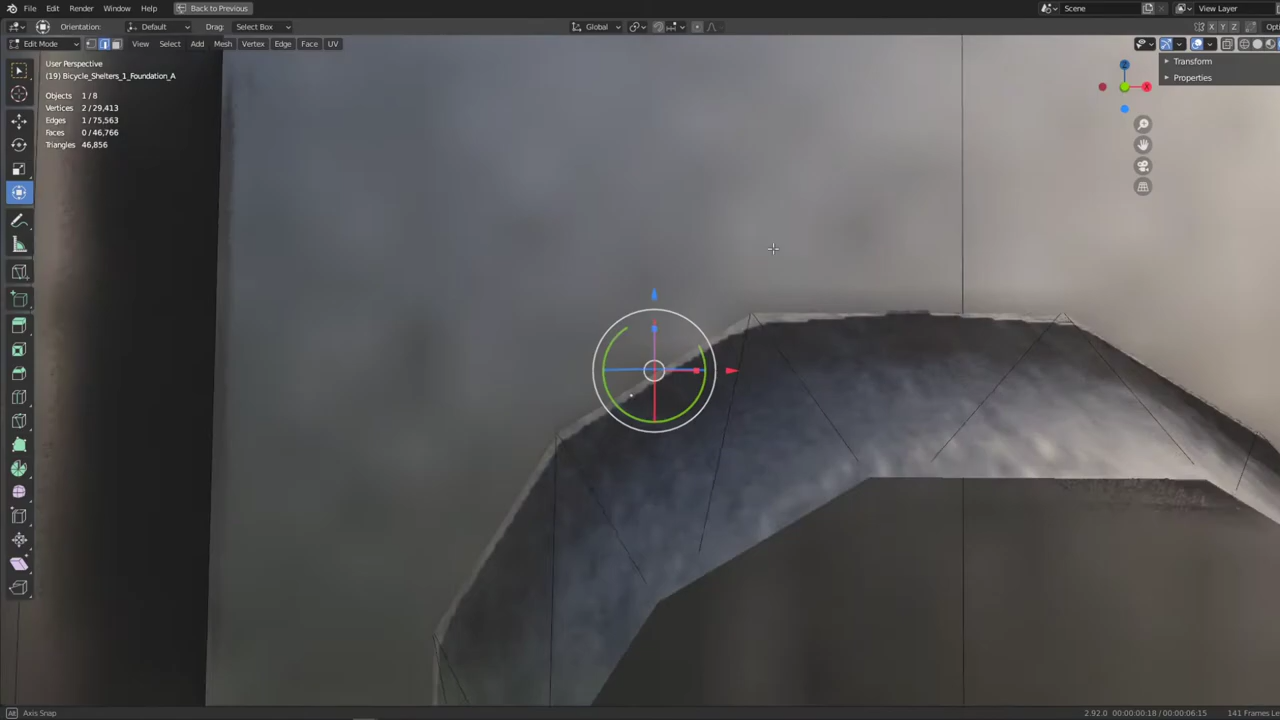 File Edit Render Window Help Back to Previous Scene View Layer
Orientation: Default Drag: Select Box Global X Y Z
Edit Mode View Select Add Mesh Vertex Edge Face UV
User Perspective
(19) Bicycle_Shelters_1_Foundation_A
Objects 1/8
Vertices 2/29,413
Edges 1/75,563
Faces 0/46,766
Triangles 46,856
Z
X
Transform
Properties
Alt Axis Snap 2.92.0 00:00:00:18 / 00:00:06:15 141 Frames